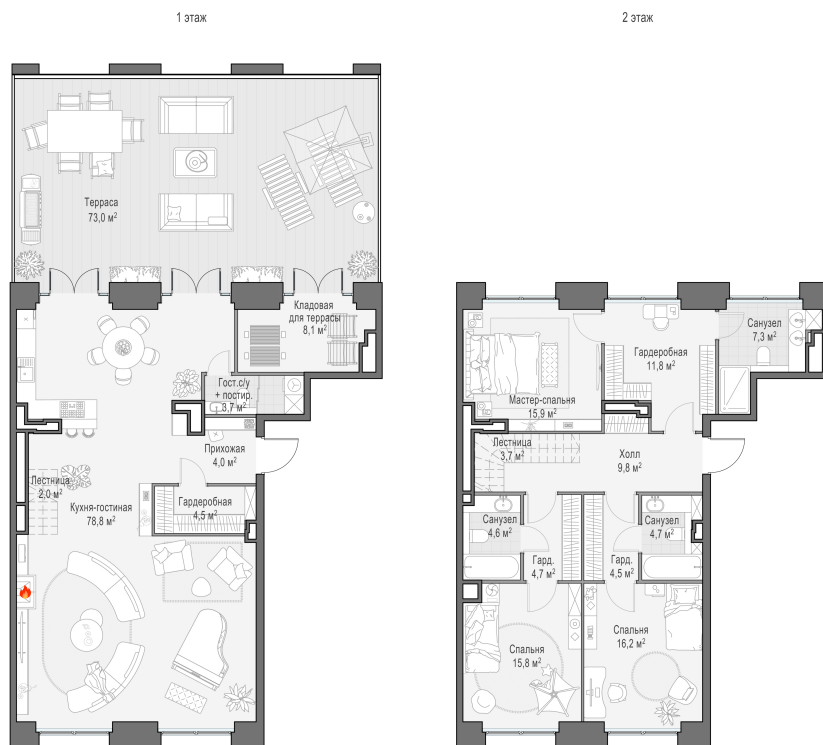 1 этаж
2 этаж
Терраса
73,0 м²
Кладовая
для террасы
8,1 м²
Гост.с/у
+ постир.
3,7 м²
Прихожая
4,0 м²
Лестница
2,0 м²
Кухня-гостиная
78,8 м²
Гардеробная
4,5 м²
Санузел
7,3 м²
Гардеробная
11,8 м²
Мастер-спальня
15,9 м²
Лестница
3,7 м²
Холл
9,8 м²
Санузел
4,6 м²
Санузел
4,7 м²
Гард.
4,7 м²
Гард.
4,5 м²
Спальня
15,8 м²
Спальня
16,2 м²